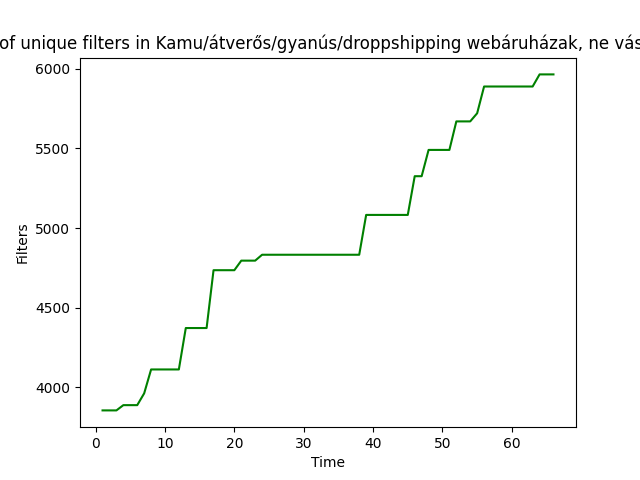 of unique filters in Kamu/átverős/gyanús/droppshipping webáruházak, ne vás
6000
5500
5000
4500
4000
Filters
0 10 20 30 40 50 60
Time